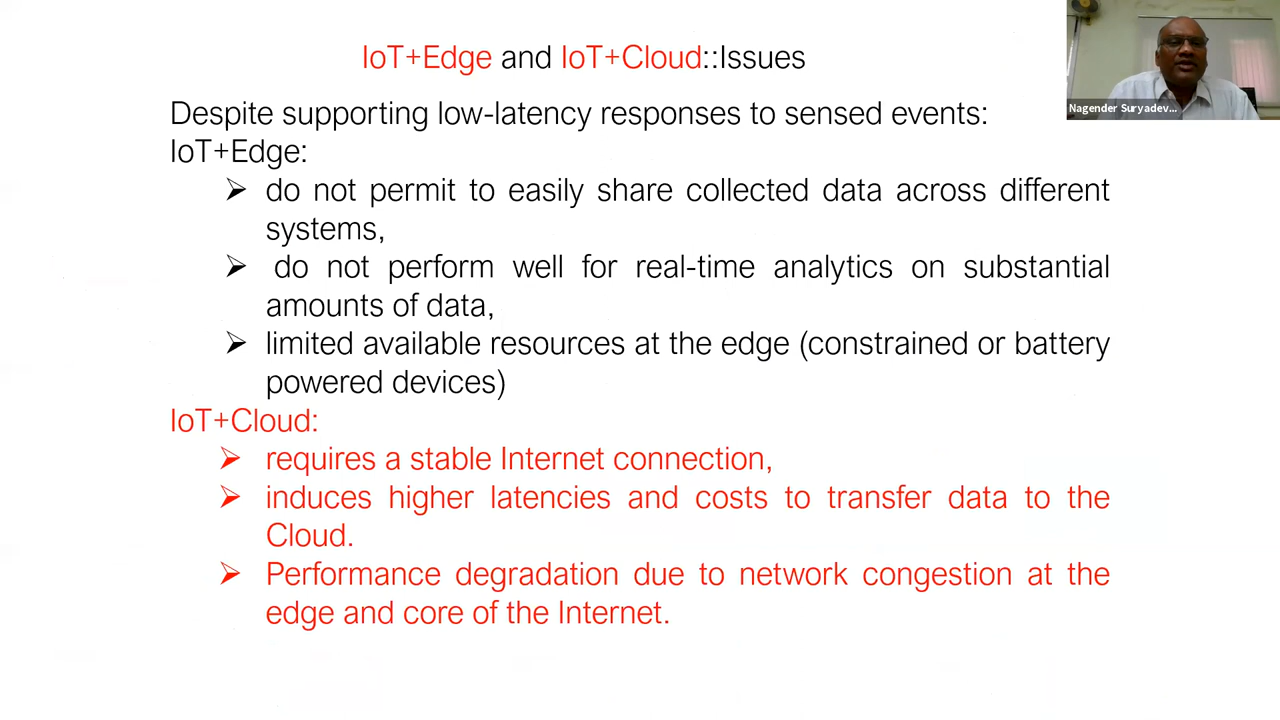 IoT+Edge and IoT+Cloud::Issues
Nagender Suryadev...
Despite supporting low-latency responses to sensed events:
IoT+Edge:
➢ do not permit to easily share collected data across different
systems,
➢ do not perform well for real-time analytics on substantial
amounts of data,
➢ limited available resources at the edge (constrained or battery
powered devices)
IoT+Cloud:
➢ requires a stable Internet connection,
➢ induces higher latencies and costs to transfer data to the
Cloud.
➢ Performance degradation due to network congestion at the
edge and core of the Internet.